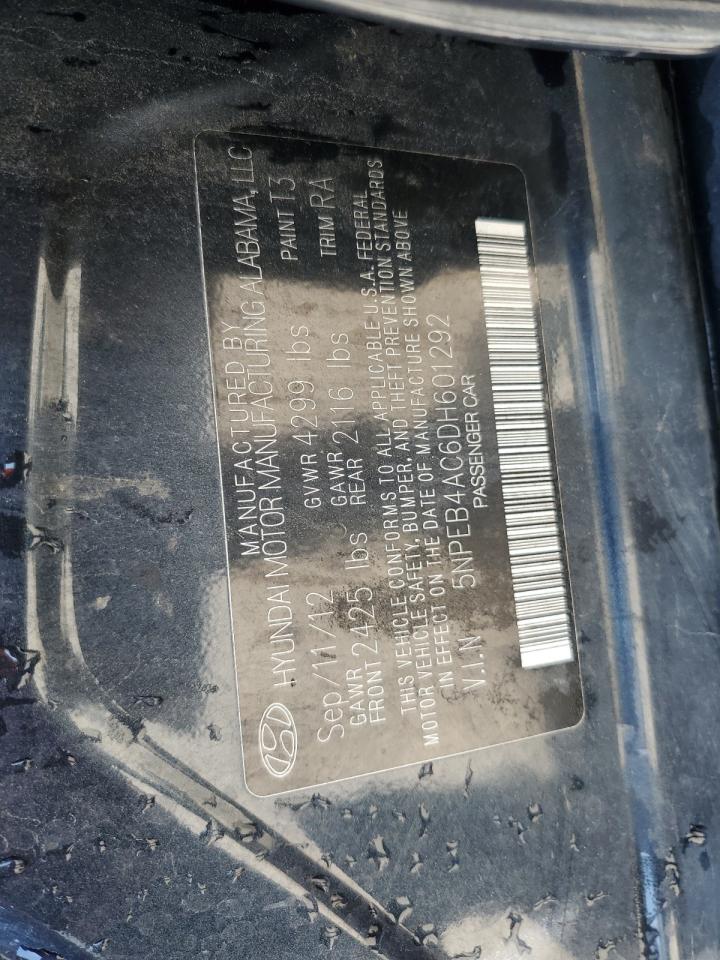 MANUFACTURED BY
HYUNDAI MOTOR MANUFACTURING ALABAMA, LLC
Sep/11/12 GVWR 4299 lbs PAINT T3
GAWR FRONT 2425 lbs GAWR REAR 2116 lbs TRIM RA
THIS VEHICLE CONFORMS TO ALL APPLICABLE U.S.A. FEDERAL
MOTOR VEHICLE SAFETY, BUMPER, AND THEFT PREVENTION STANDARDS
IN EFFECT ON THE DATE OF MANUFACTURE SHOWN ABOVE
V.I.N 5NPEB4AC6DH601292
PASSENGER CAR